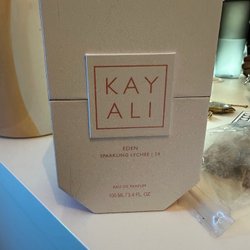 KAY
ALI
EDEN
SPARKLING LYCHEE | 39
EAU DE PARFUM
100 ML / 3.4 FL. OZ